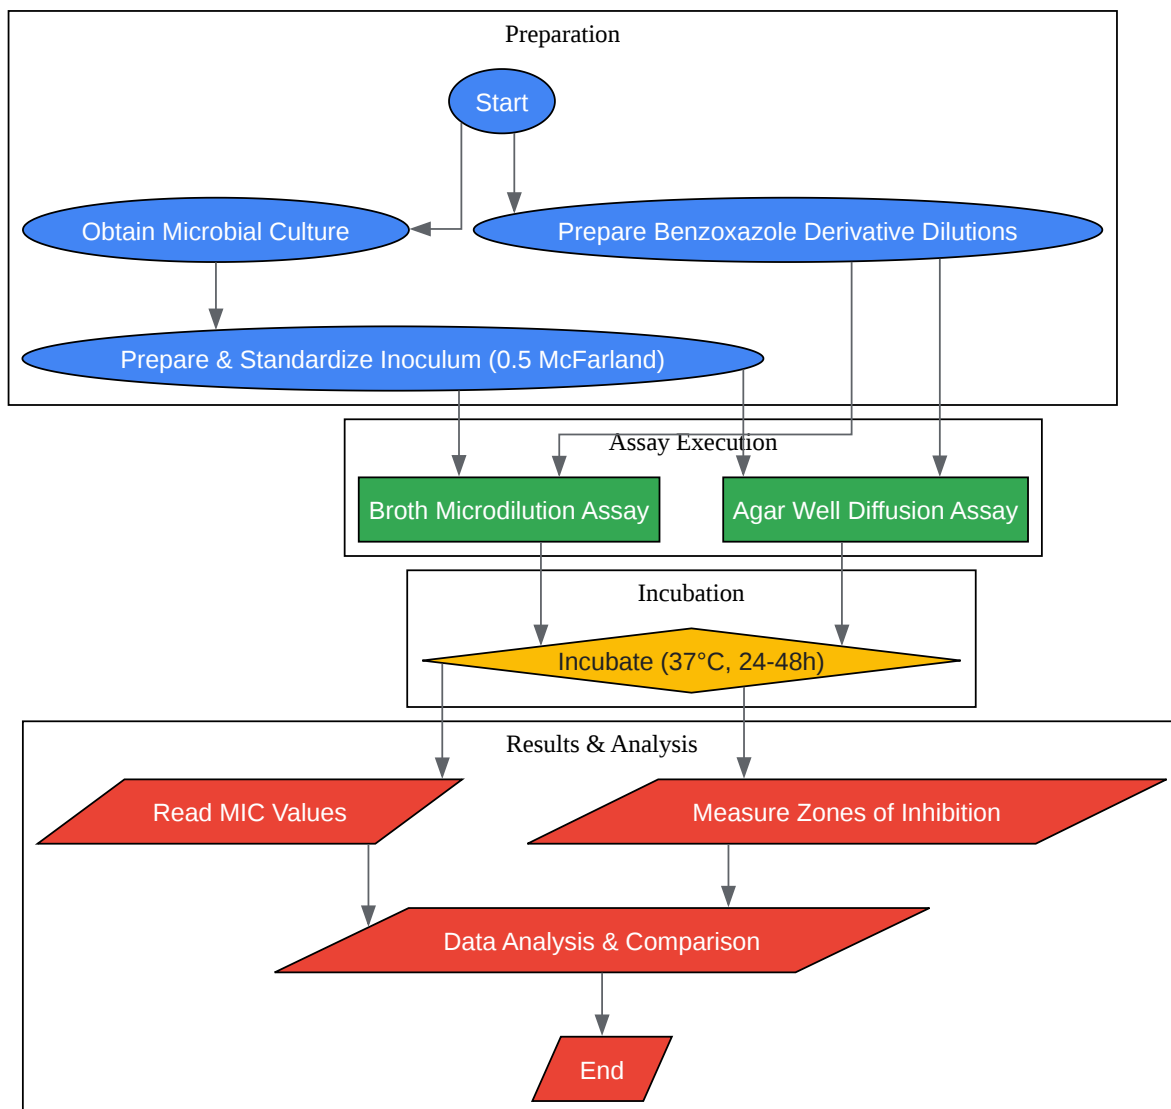 Preparation
Start
Obtain Microbial Culture
Prepare Benzoxazole Derivative Dilutions
Prepare & Standardize Inoculum (0.5 McFarland)
Assay Execution
Broth Microdilution Assay
Agar Well Diffusion Assay
Incubation
Incubate (37°C, 24-48h)
Results & Analysis
Read MIC Values
Measure Zones of Inhibition
Data Analysis & Comparison
End